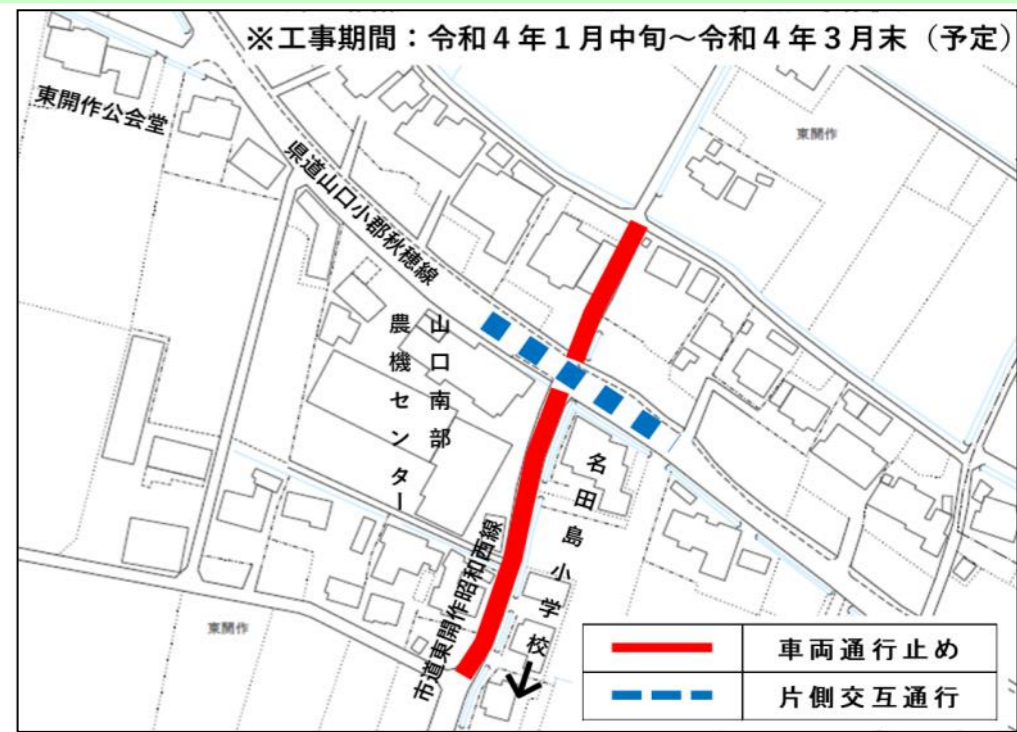 ※工事期間：令和４年１月中旬～令和４年３月末（予定）
東開作公会堂
東開作
県道山口小郡秋穂線
山口南部
農機センター
名田島小学校
市道東開作昭和西線
東開作
車両通行止め
片側交互通行